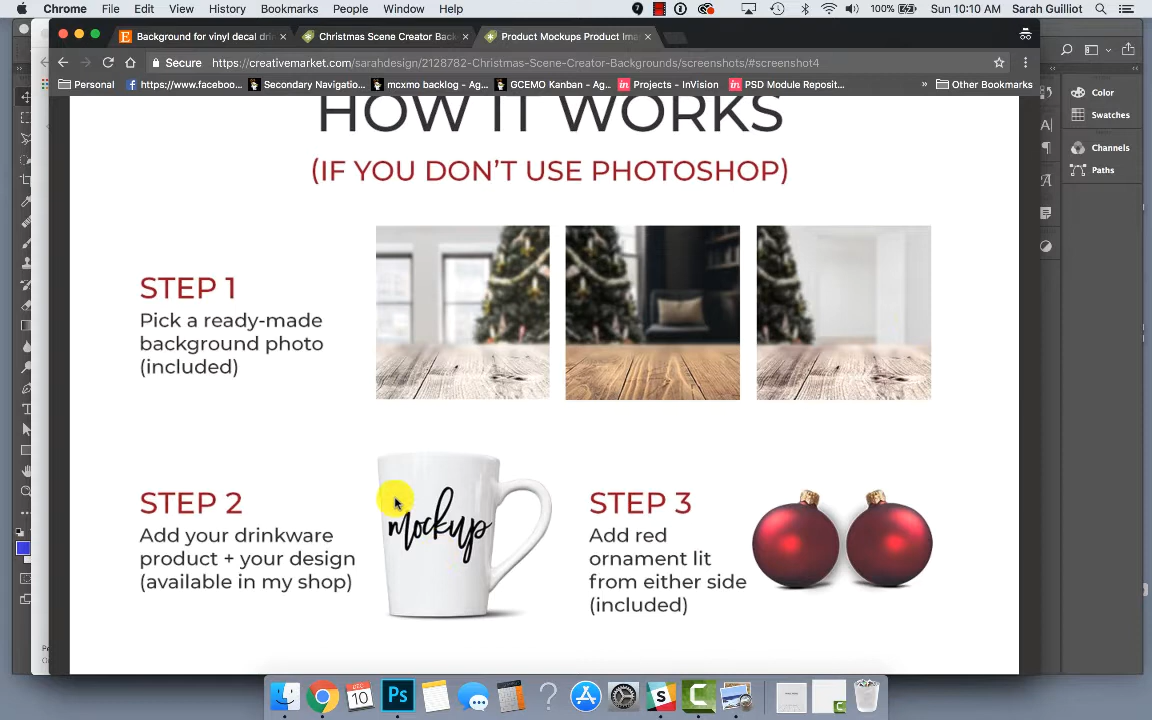 Chrome File Edit View History Bookmarks People Window Help 100% Sun 10:10 AM Sarah Guilliot
Background for vinyl decal drin
Christmas Scene Creator Back
Product Mockups Product Ima
Secure https://creativemarket.com/sarahdesign/2128782-Christmas-Scene-Creator-Backgrounds/screenshots/#screenshot4
Personal https://www.faceboo... Secondary Navigatio... mcxmo backlog - Ag... GCEMO Kanban - Ag... Projects - InVision PSD Module Reposit... » Other Bookmarks
Color
Swatches
Channels
Paths
HOW IT WORKS
(IF YOU DON'T USE PHOTOSHOP)
STEP 1
Pick a ready-made
background photo
(included)
STEP 2
Add your drinkware
product + your design
(available in my shop)
mockup
STEP 3
Add red
ornament lit
from either side
(included)
DEC
10
Ps